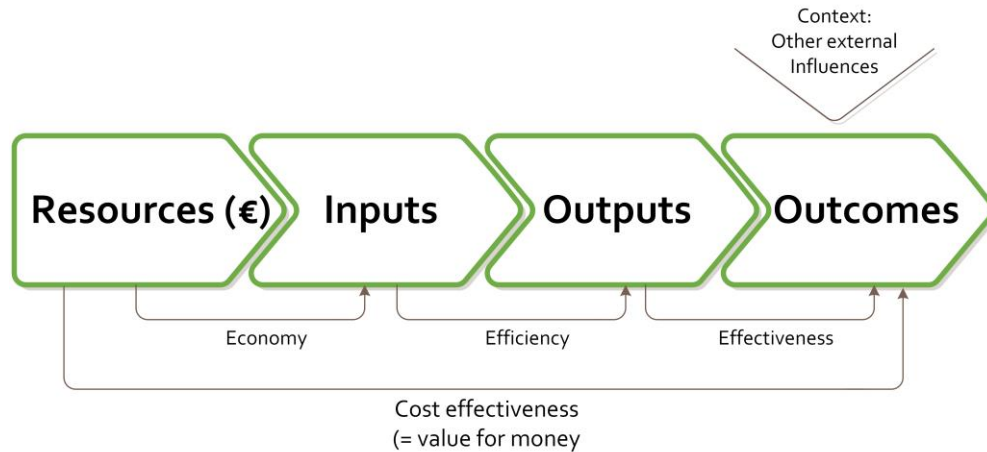 Context:
Other external
Influences
Resources (€)
Inputs
Outputs
Outcomes
Economy
Efficiency
Effectiveness
Cost effectiveness
(= value for money